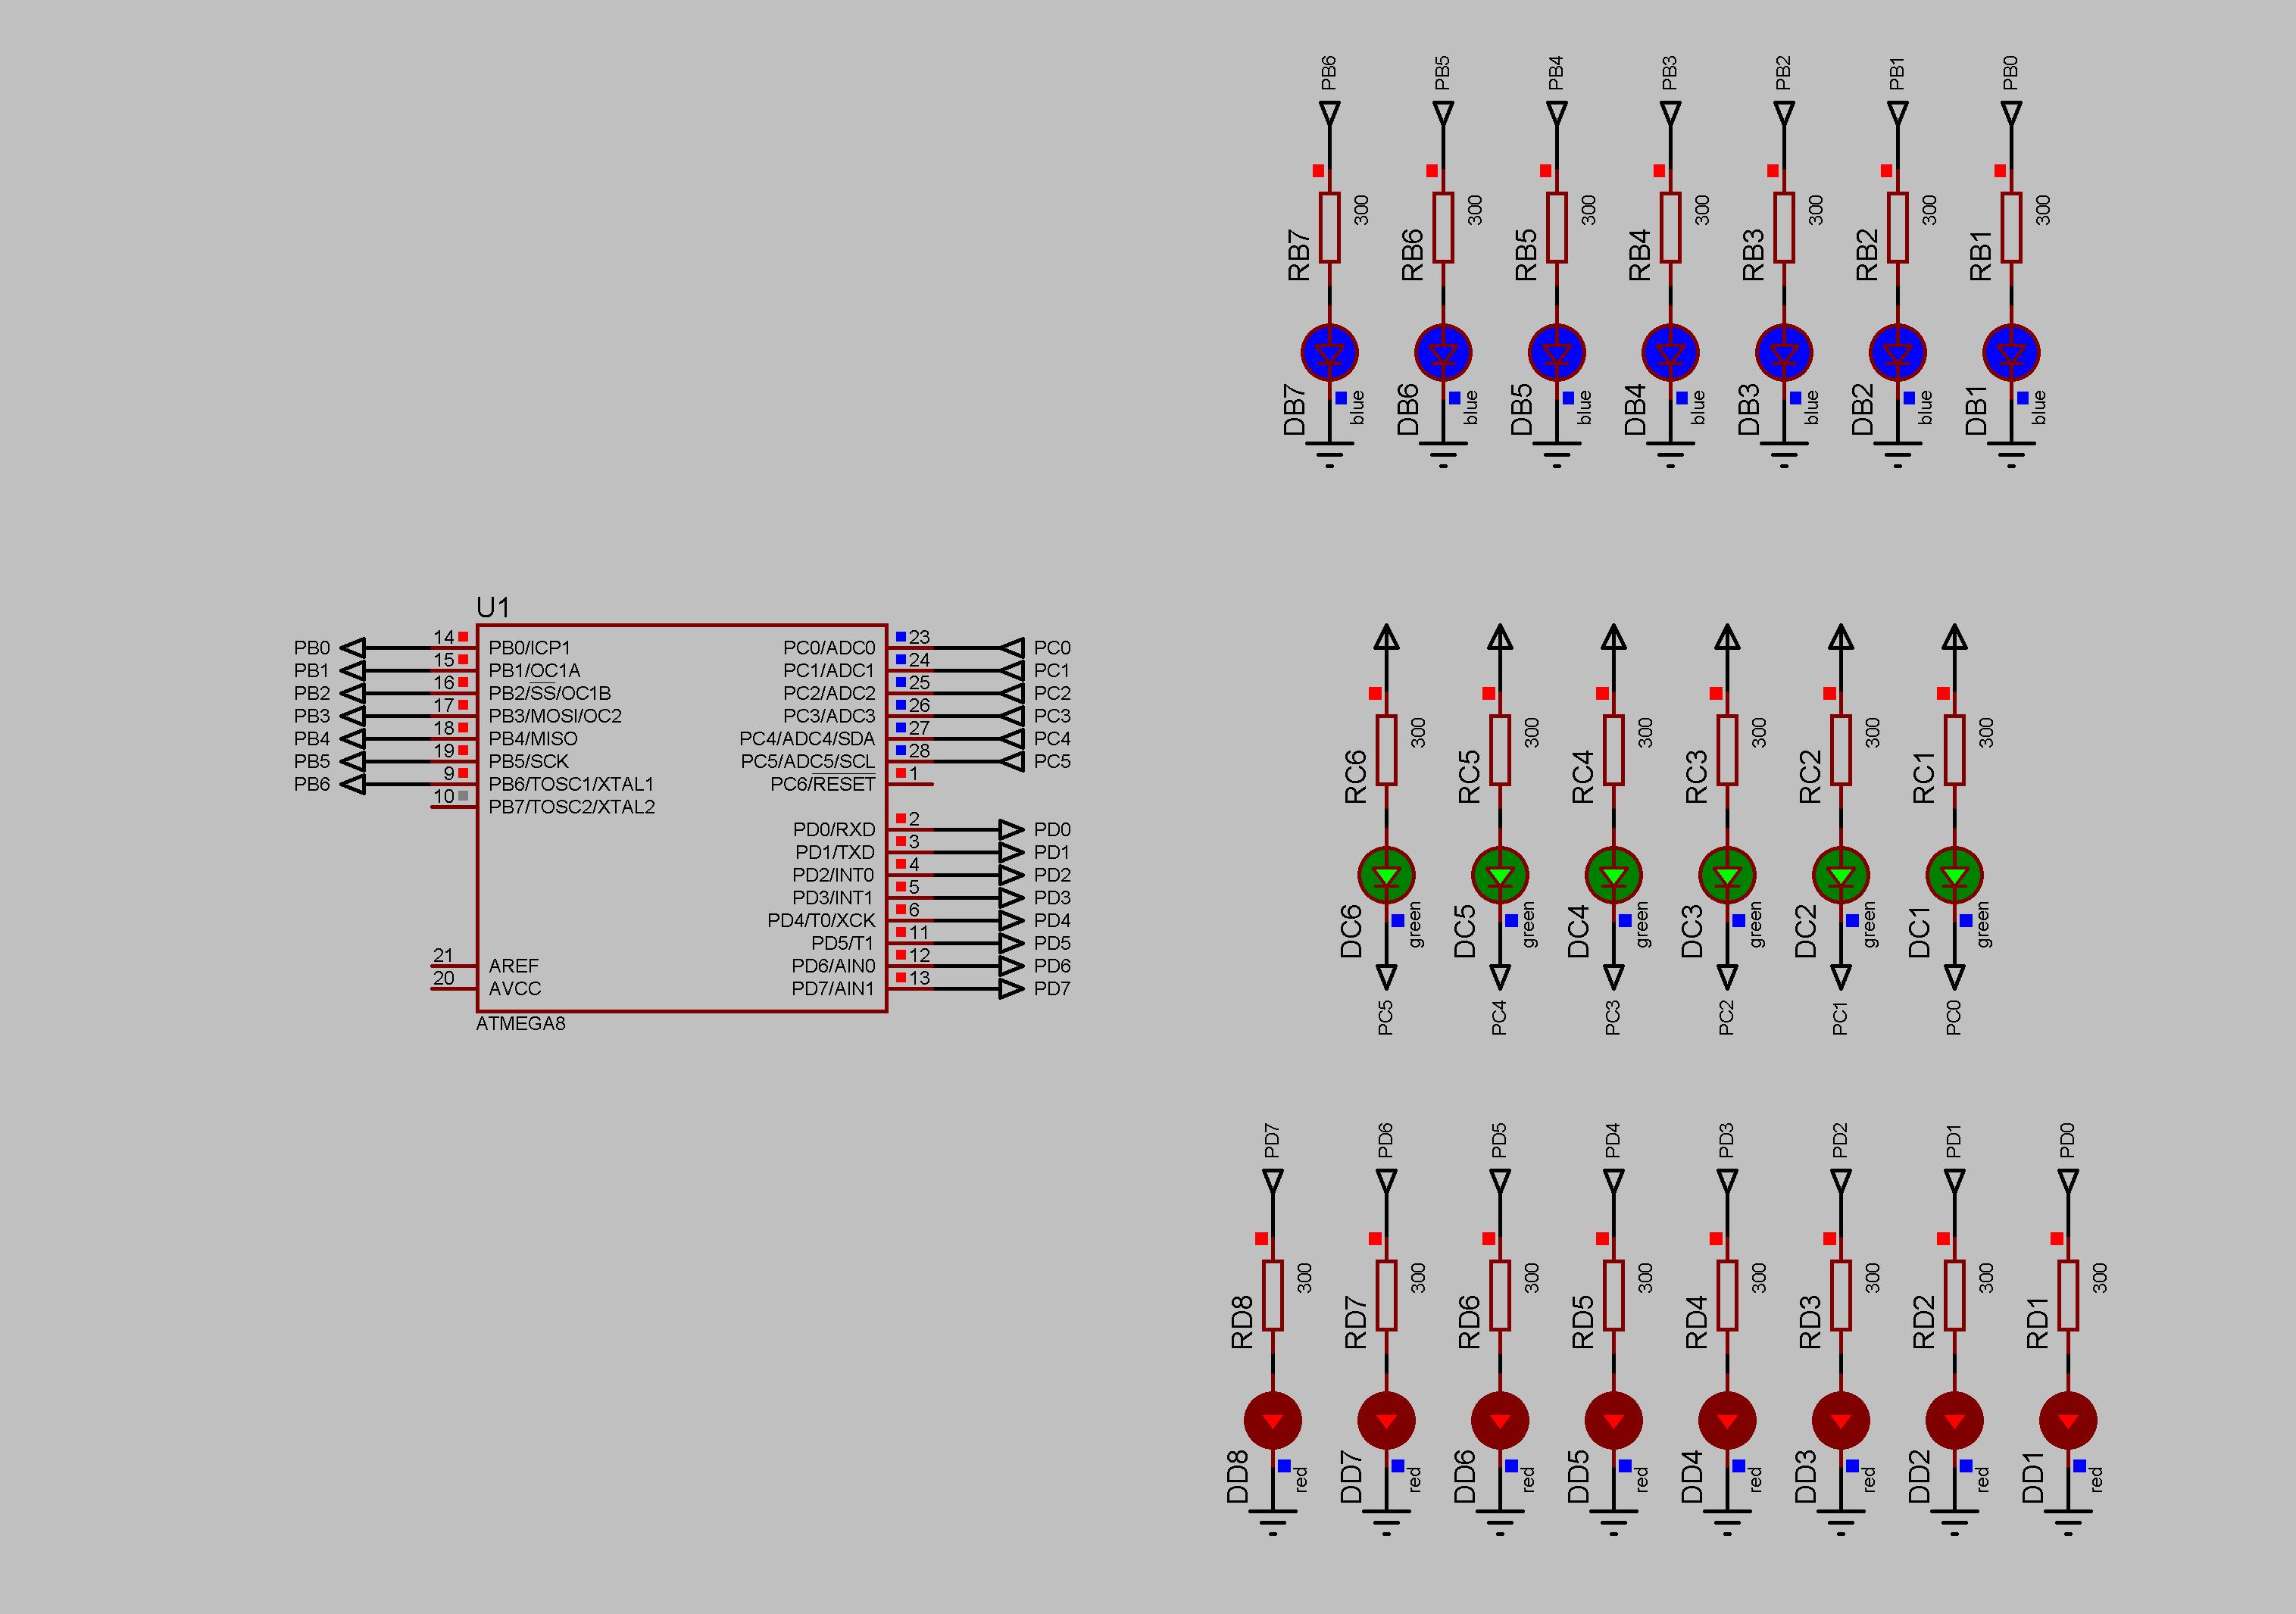 PB6 PB5 PB4 PB3 PB2 PB1 PB0
300 300 300 300 300 300 300
RB7 RB6 RB5 RB4 RB3 RB2 RB1
DB7 DB6 DB5 DB4 DB3 DB2 DB1
blue blue blue blue blue blue blue
U1
PB0 14 PB0/ICP1 PC0/ADC0 23 PC0
PB1 15 PB1/OC1A PC1/ADC1 24 PC1
PB2 16 PB2/SS/OC1B PC2/ADC2 25 PC2
PB3 17 PB3/MOSI/OC2 PC3/ADC3 26 PC3
PB4 18 PB4/MISO PC4/ADC4/SDA 27 PC4
PB5 19 PB5/SCK PC5/ADC5/SCL 28 PC5
PB6 9 PB6/TOSC1/XTAL1 PC6/RESET 1
10 PB7/TOSC2/XTAL2
PD0/RXD 2 PD0
PD1/TXD 3 PD1
PD2/INT0 4 PD2
PD3/INT1 5 PD3
PD4/T0/XCK 6 PD4
PD5/T1 11 PD5
21 AREF PD6/AIN0 12 PD6
20 AVCC PD7/AIN1 13 PD7
ATMEGA8
300 300 300 300 300 300
RC6 RC5 RC4 RC3 RC2 RC1
DC6 DC5 DC4 DC3 DC2 DC1
green green green green green green
PC5 PC4 PC3 PC2 PC1 PC0
PD7 PD6 PD5 PD4 PD3 PD2 PD1 PD0
300 300 300 300 300 300 300 300
RD8 RD7 RD6 RD5 RD4 RD3 RD2 RD1
DD8 DD7 DD6 DD5 DD4 DD3 DD2 DD1
red red red red red red red red